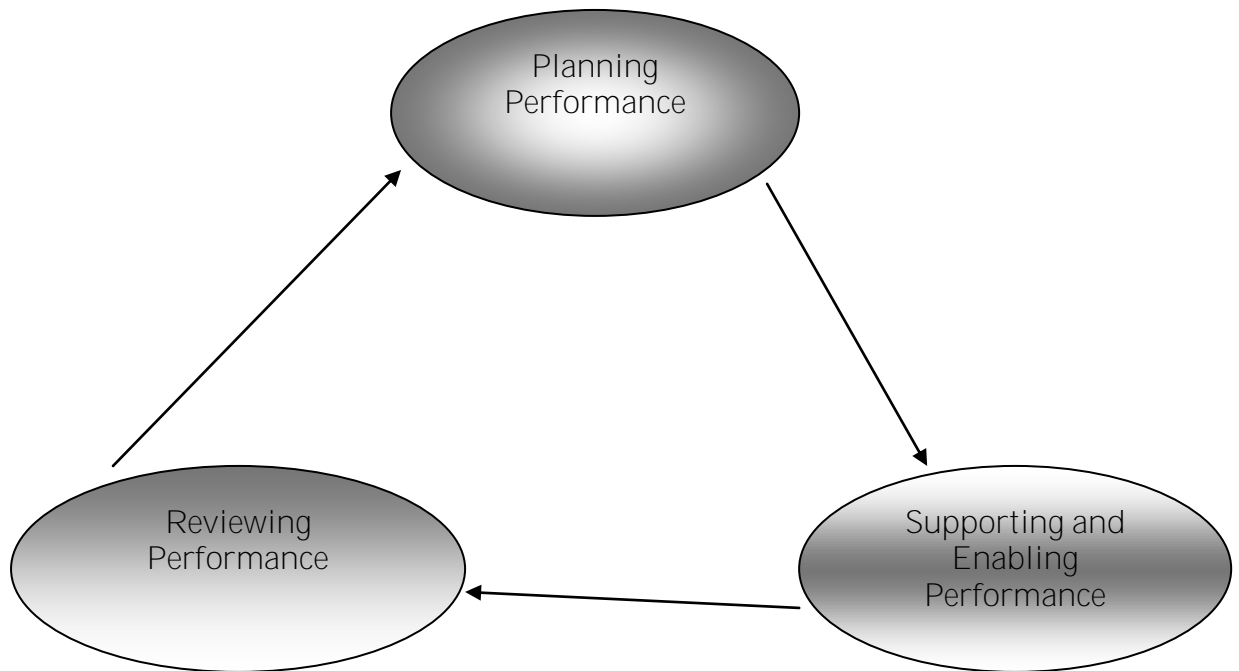 Planning
Performance
Reviewing
Performance
Supporting and
Enabling
Performance